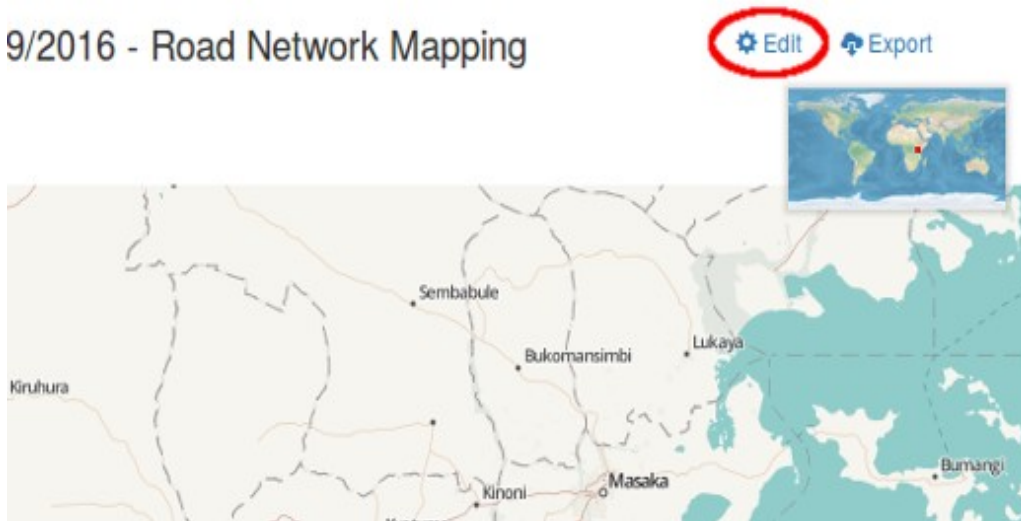 9/2016 - Road Network Mapping
Edit
Export
Sembabule
Lukaya
Bukomansimbi
Kiruhura
Bumangi
Masaka
Kinoni